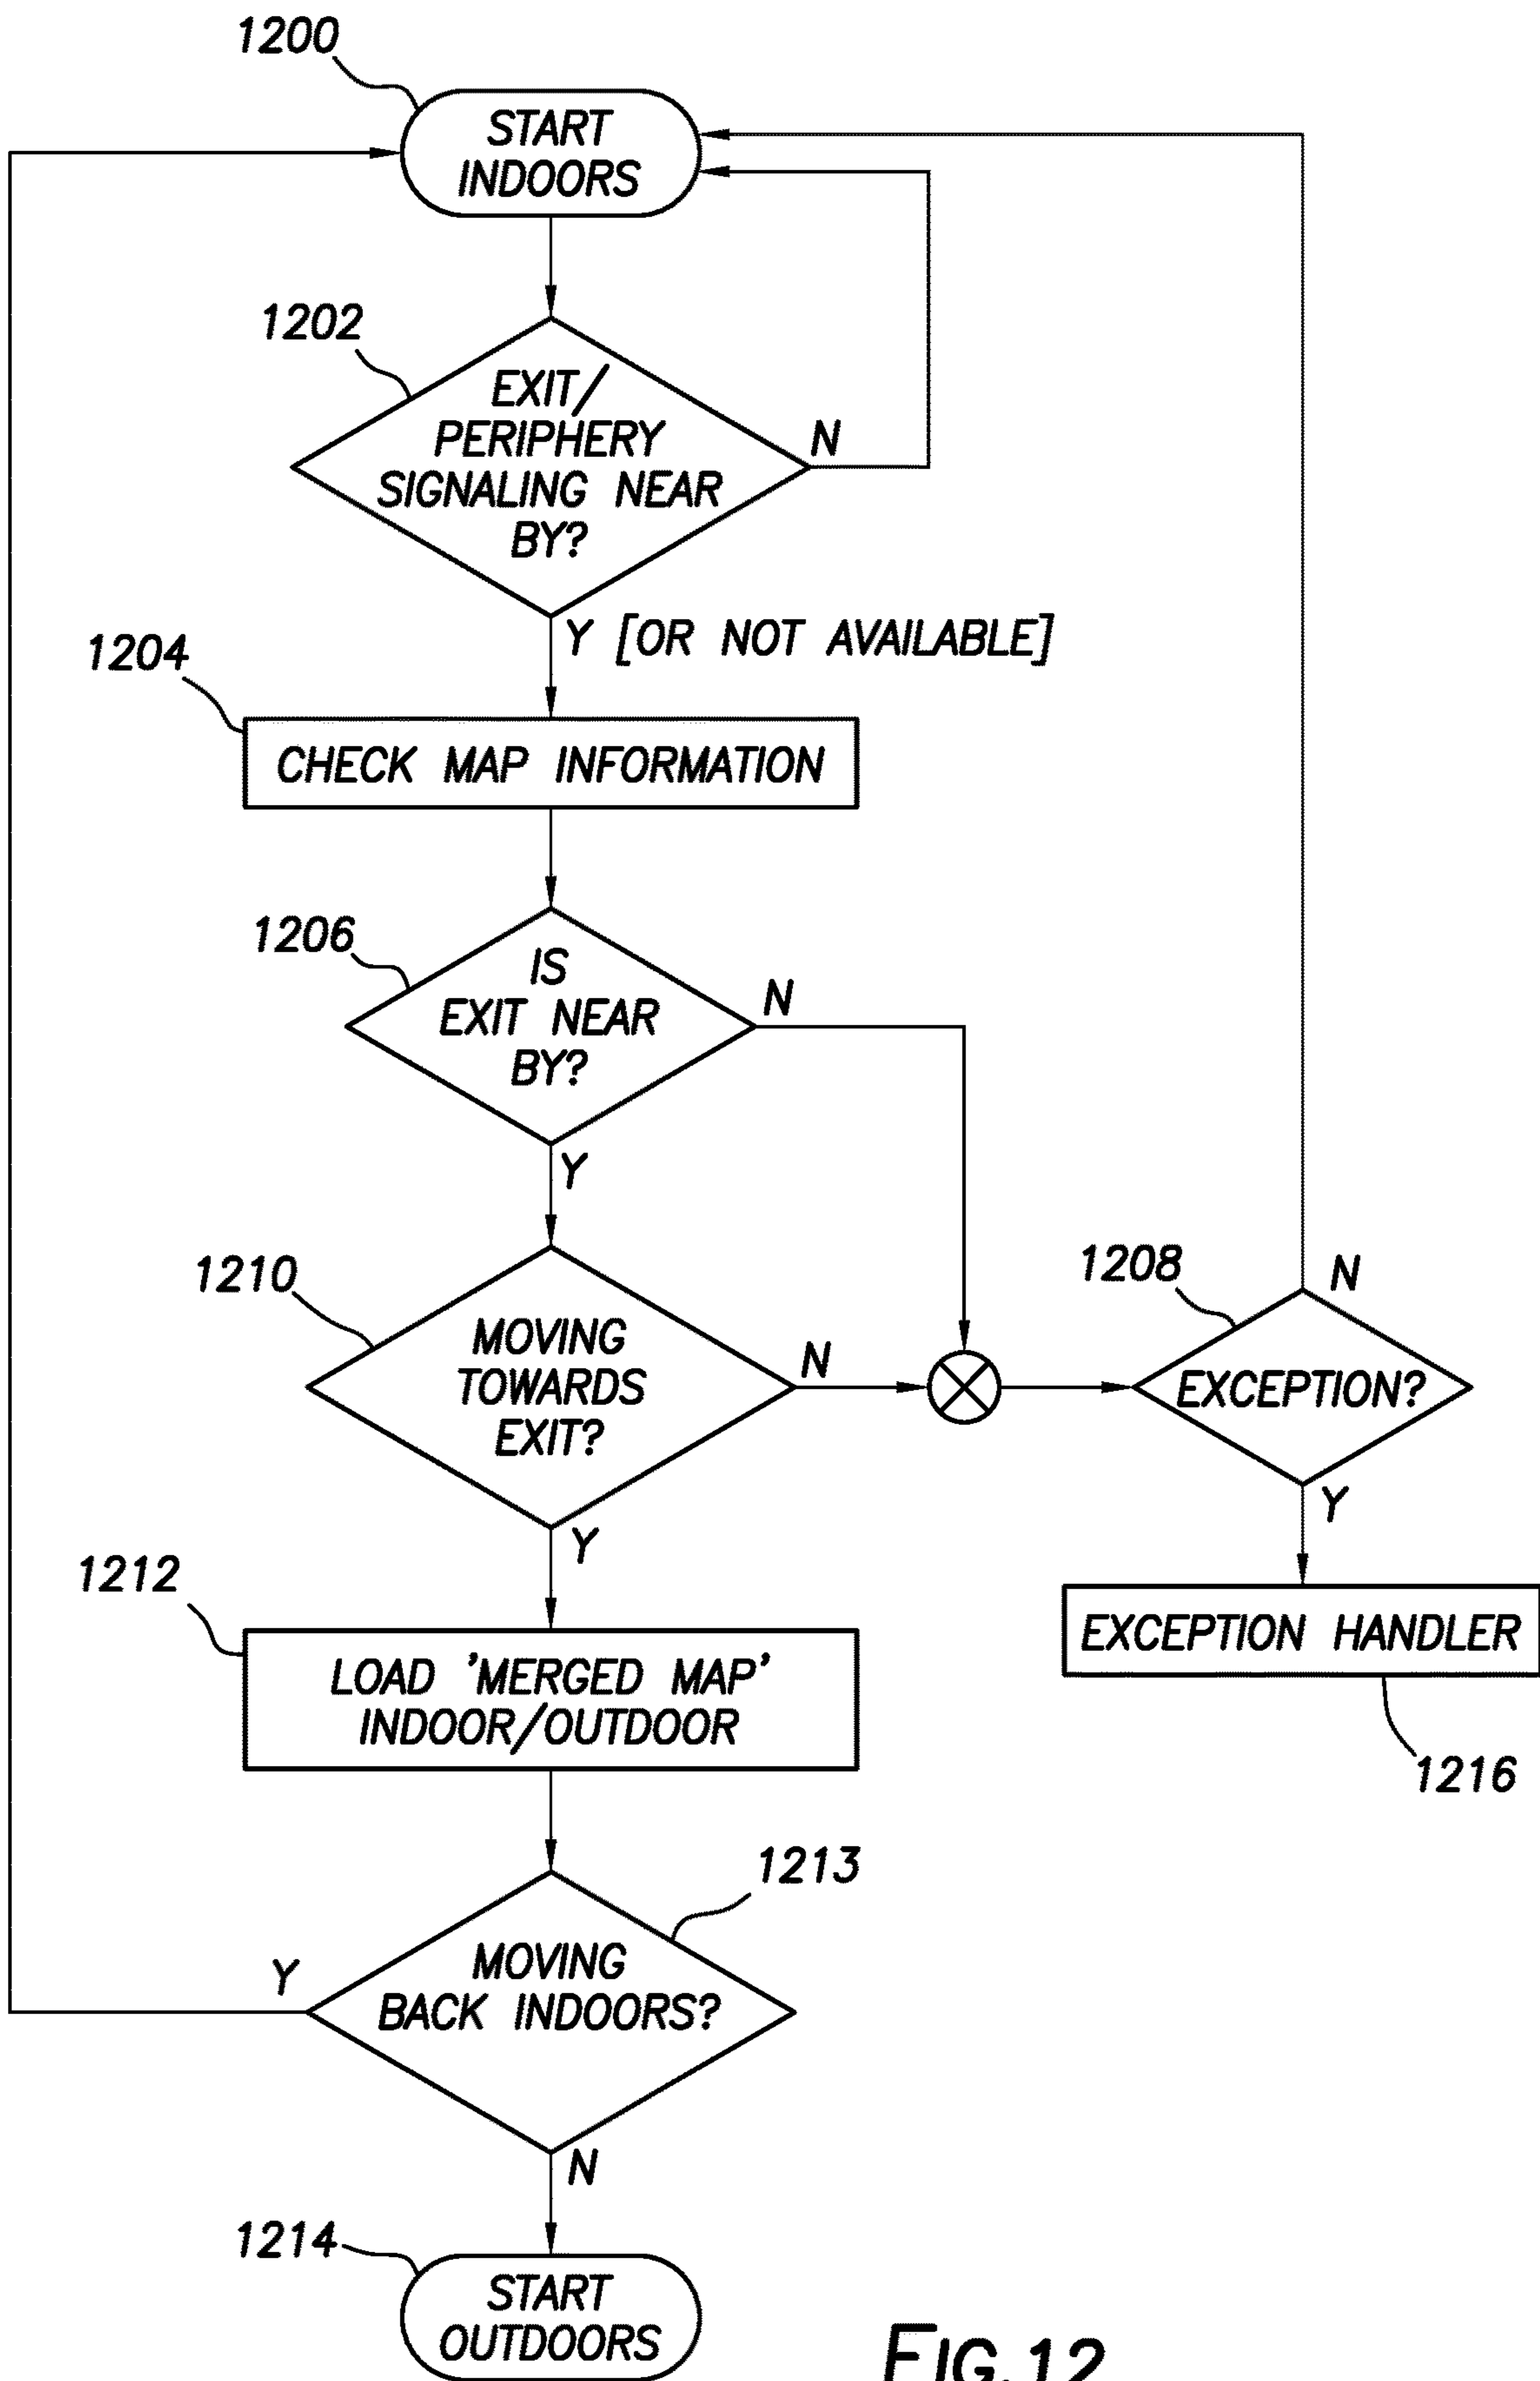 1200
START
INDOORS
1202
EXIT/
PERIPHERY
SIGNALING NEAR
BY?
N
Y [OR NOT AVAILABLE]
1204
CHECK MAP INFORMATION
1206
IS
EXIT NEAR
BY?
N
Y
1210
MOVING
TOWARDS
EXIT?
N
1208
N
EXCEPTION?
Y
Y
1212
LOAD 'MERGED MAP'
INDOOR/OUTDOOR
EXCEPTION HANDLER
1216
1213
MOVING
BACK INDOORS?
Y
N
1214
START
OUTDOORS
FIG.12